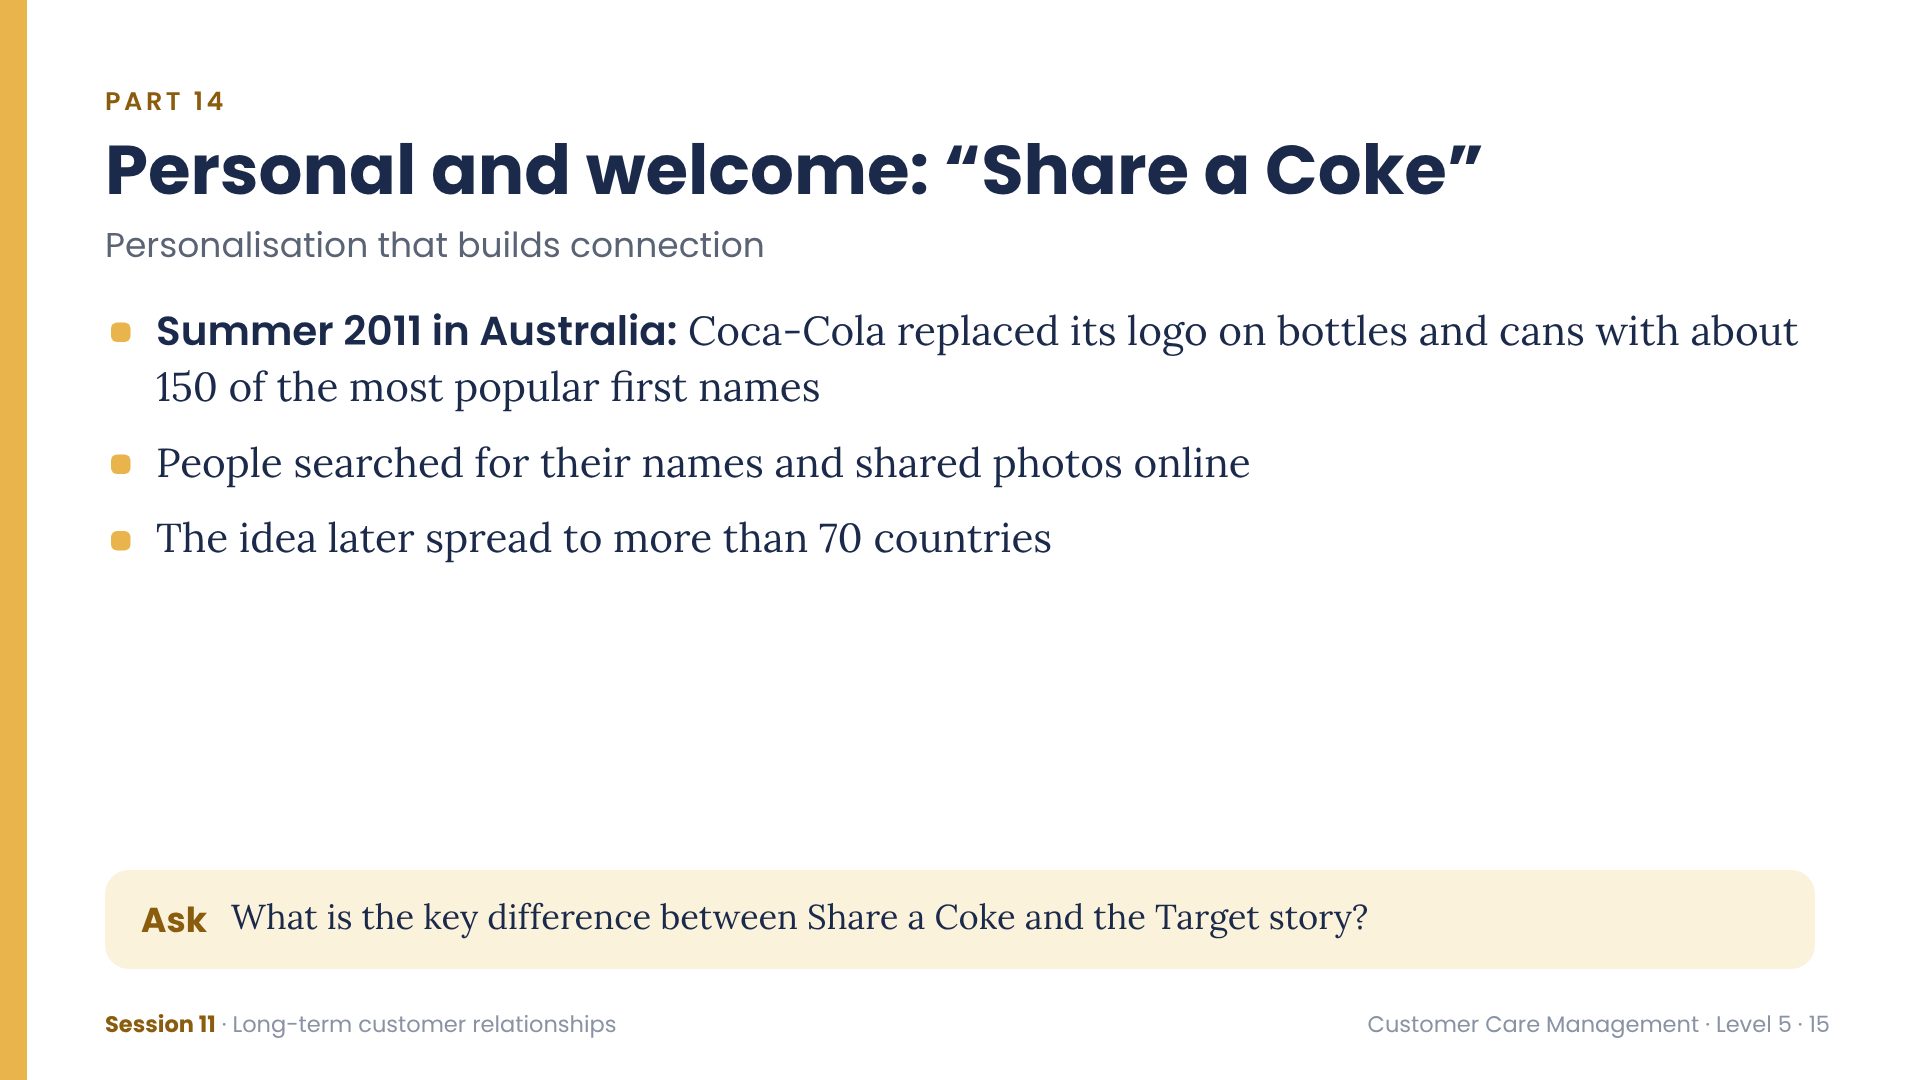 PART 14
Personal and welcome: “Share a Coke”
Personalisation that builds connection
Summer 2011 in Australia: Coca-Cola replaced its logo on bottles and cans with about
150 of the most popular first names
People searched for their names and shared photos online
The idea later spread to more than 70 countries
Ask What is the key difference between Share a Coke and the Target story?
Session 11 · Long-term customer relationships
Customer Care Management · Level 5 · 15